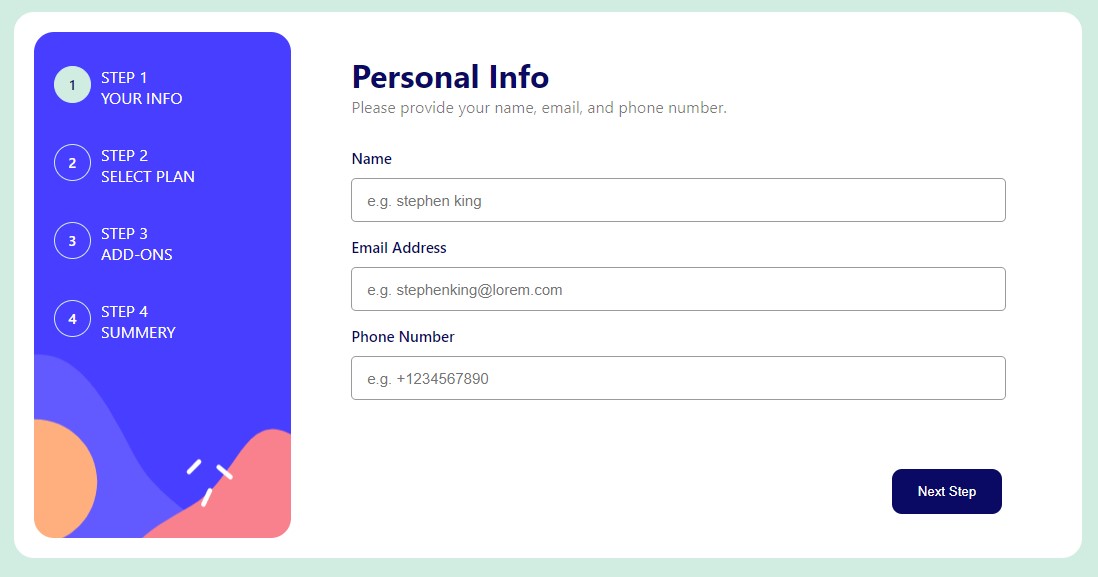 1
STEP 1
YOUR INFO
2
STEP 2
SELECT PLAN
3
STEP 3
ADD-ONS
4
STEP 4
SUMMERY
Personal Info
Please provide your name, email, and phone number.
Name
e.g. stephen king
Email Address
e.g. stephenking@lorem.com
Phone Number
e.g. +1234567890
Next Step